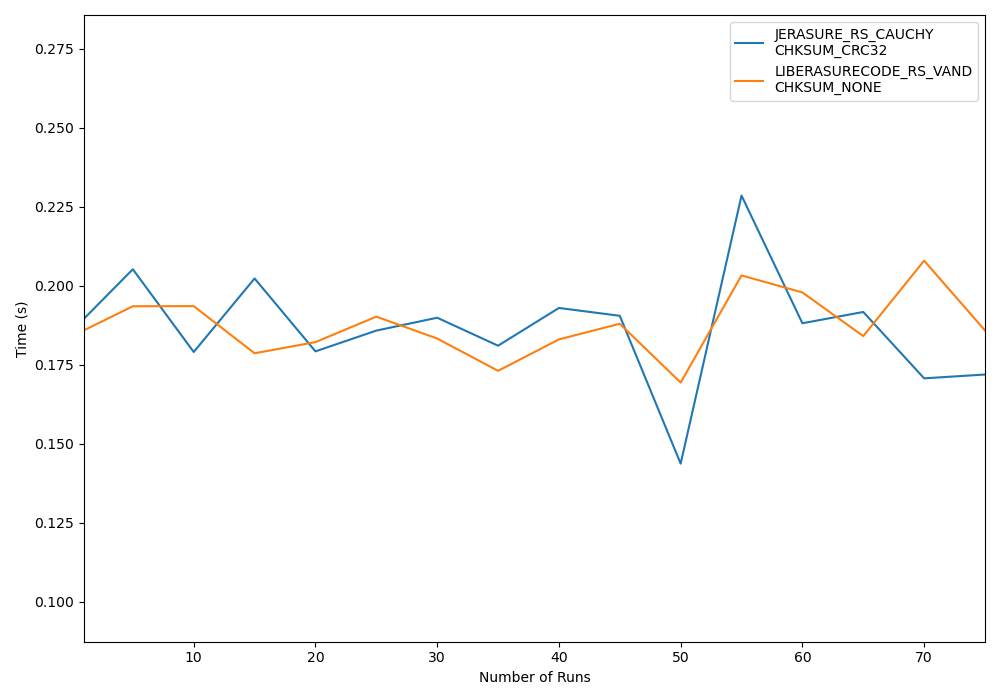 JERASURE_RS_CAUCHY
CHKSUM_CRC32
LIBERASURECODE_RS_VAND
CHKSUM_NONE
0.275
0.250
0.225
0.200
0.175
0.150
0.125
0.100
Time (s)
10 20 30 40 50 60 70
Number of Runs